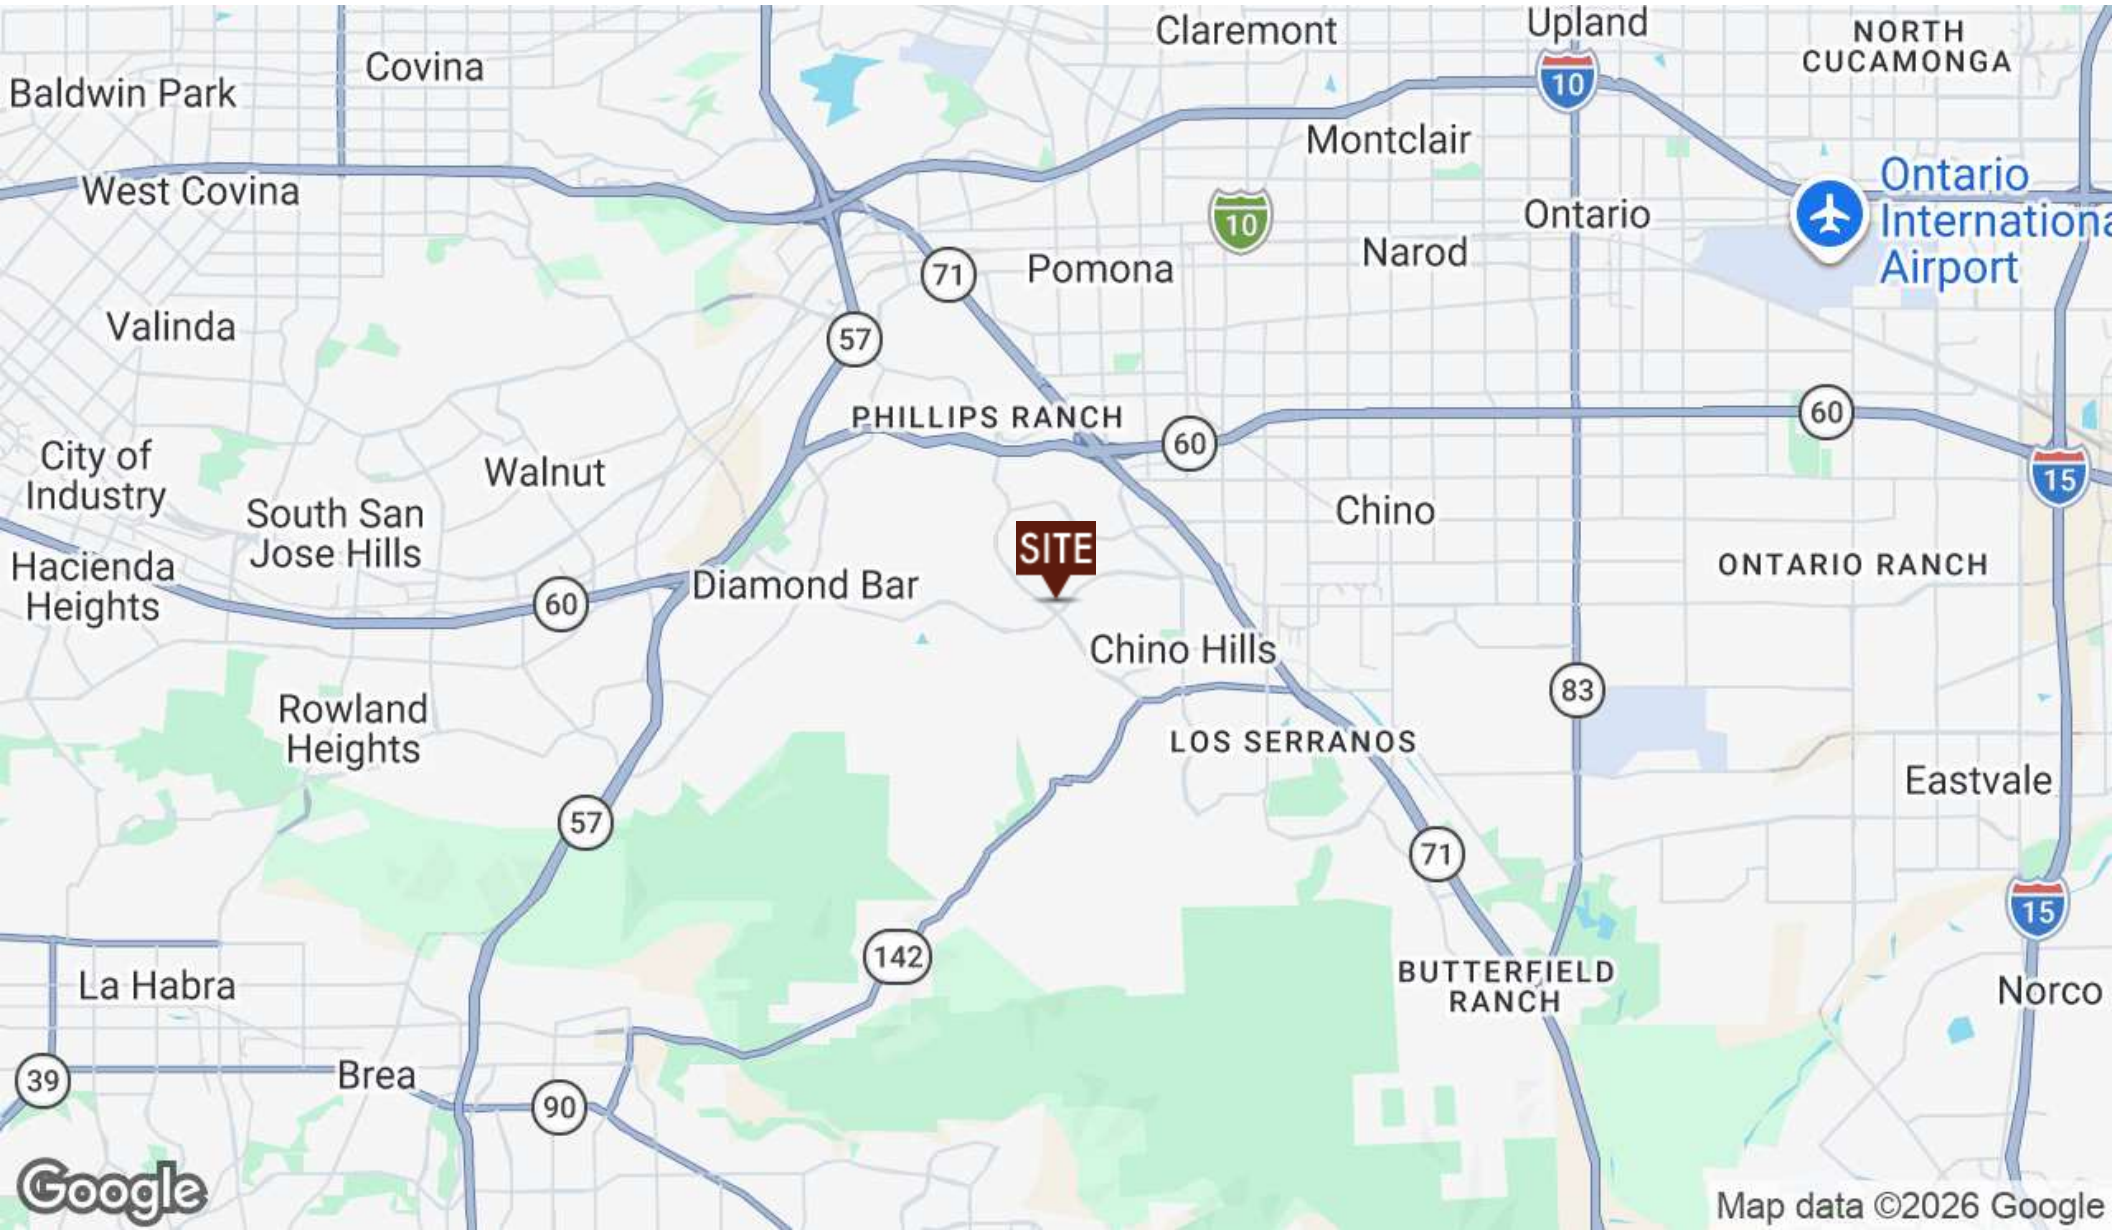 Claremont
Upland
NORTH
CUCAMONGA
Covina
Baldwin Park
10
Montclair
West Covina
Ontario
Internationa
Airport
10
Ontario
Narod
Pomona
71
Valinda
57
PHILLIPS RANCH
60
60
City of
Industry
Walnut
15
South San
Jose Hills
Chino
SITE
Hacienda
Heights
ONTARIO RANCH
60
Diamond Bar
Chino Hills
83
Rowland
Heights
LOS SERRANOS
Eastvale
57
71
15
142
La Habra
BUTTERFIELD
RANCH
Norco
39
Brea
90
Google
Map data ©2026 Google